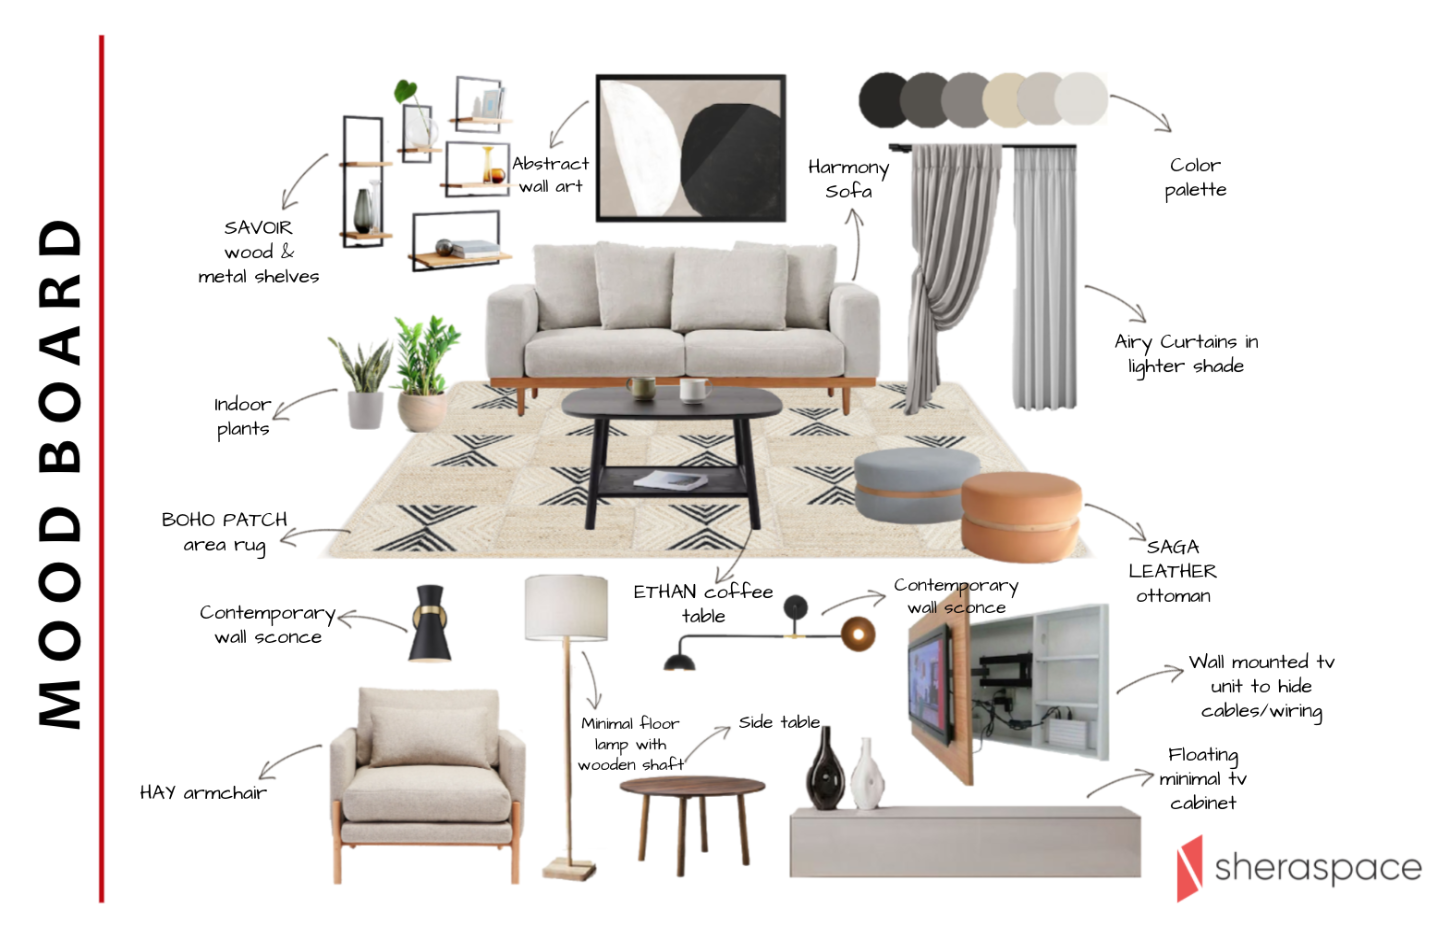 MOOD BOARD
Abstract
wall art
Harmony
Sofa
Color
palette
SAVOIR
wood &
metal shelves
Airy Curtains in
lighter shade
Indoor
plants
BOHO PATCH
area rug
SAGA
LEATHER
ottoman
ETHAN coffee
table
Contemporary
wall sconce
Contemporary
wall sconce
Wall mounted tv
unit to hide
cables/wiring
Minimal floor
lamp with
wooden shaft
Side table
HAY armchair
Floating
minimal tv
cabinet
sheraspace